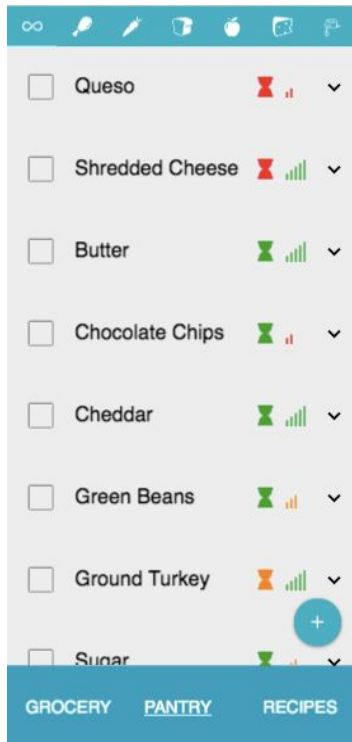 Queso
Shredded Cheese
Butter
Chocolate Chips
Cheddar
Green Beans
Ground Turkey
+
Sugar
GROCERY PANTRY RECIPES